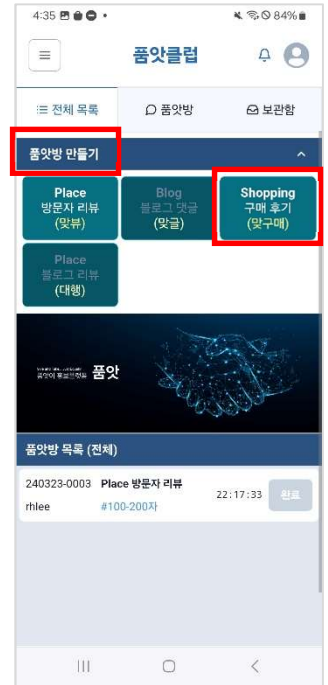 4:35
84%
품앗클럽
전체 목록
품앗방
보관함
품앗방 만들기
Place
방문자 리뷰
(맞뷰)
Blog
블로그 댓글
(맞글)
Shopping
구매 후기
(맞구매)
Place
블로그 리뷰
(대행)
품앗
품앗방 목록 (전체)
240323-0003 Place 방문자 리뷰
22:17:33 완료
rhlee #100-200자